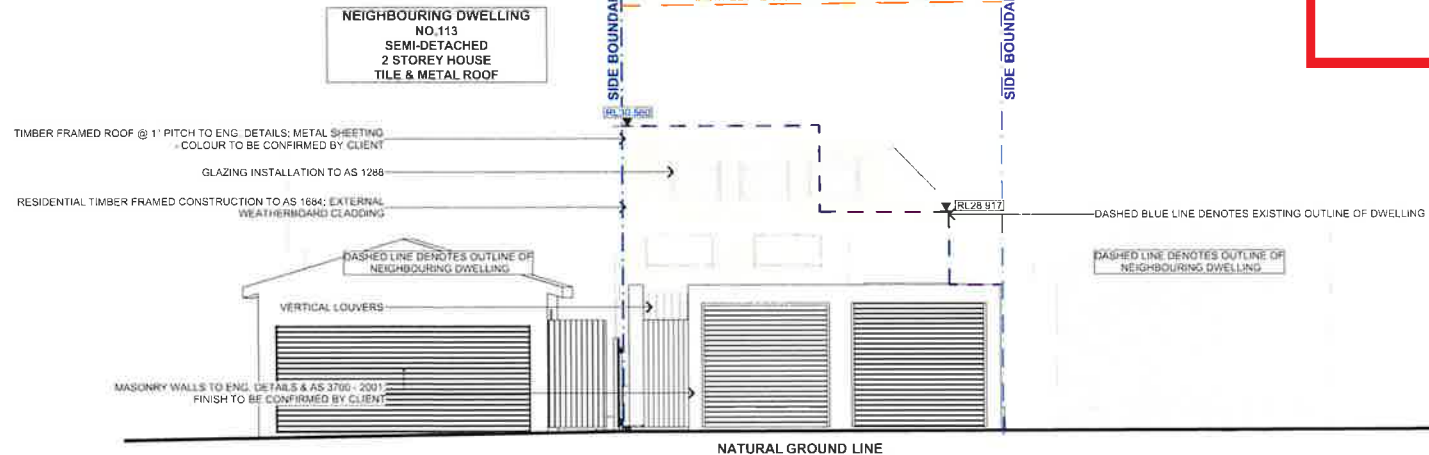 NEIGHBOURING DWELLING
NO.113
SEMI-DETACHED
2 STOREY HOUSE
TILE & METAL ROOF
SIDE BOUNDA
SIDE BOUNDA
RL 30.560
TIMBER FRAMED ROOF @ 1° PITCH TO ENG. DETAILS; METAL SHEETING
- COLOUR TO BE CONFIRMED BY CLIENT
GLAZING INSTALLATION TO AS 1288
RESIDENTIAL TIMBER FRAMED CONSTRUCTION TO AS 1684; EXTERNAL
WEATHERBOARD CLADDING
RL28 917
DASHED BLUE LINE DENOTES EXISTING OUTLINE OF DWELLING
DASHED LINE DENOTES OUTLINE OF
NEIGHBOURING DWELLING
DASHED LINE DENOTES OUTLINE OF
NEIGHBOURING DWELLING
VERTICAL LOUVERS
MASONRY WALLS TO ENG. DETAILS & AS 3700 - 2001
FINISH TO BE CONFIRMED BY CLIENT
NATURAL GROUND LINE